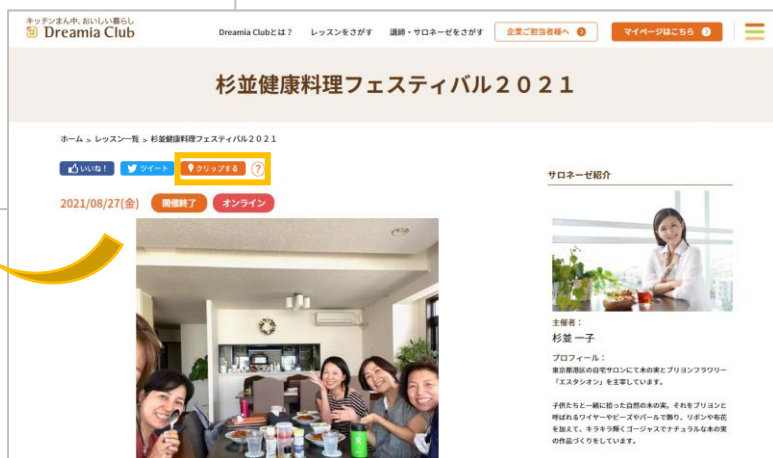 キッチンまん中、おいしい暮らし
Dreamia Club
Dreamia Clubとは？ レッスンをさがす 講師・サロネーゼをさがす 企業ご担当者様へ マイページはこちら
杉並健康料理フェスティバル２０２１
ホーム > レッスン一覧 > 杉並健康料理フェスティバル２０２１
いいね！ ツイート クリップする ?
2021/08/27(金) 開催終了 オンライン
サロネーゼ紹介
主催者：
杉並 一子
プロフィール：
東京都港区の自宅サロンにて木の実とブリヨンフラワリー
「エスタシオン」を主宰しています。
子供たちと一緒に拾った自然の木の実。それをブリヨンと
呼ばれるワイヤーやビーズやパールで飾り、リボンや布花
を加えて、キラキラ輝くゴージャスでナチュラルな木の実
の作品づくりをしています。